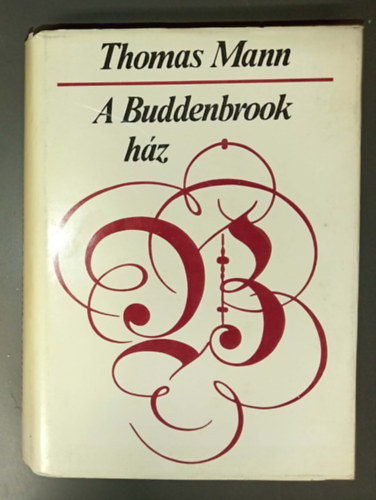 Thomas Mann
A Buddenbrook
ház
B